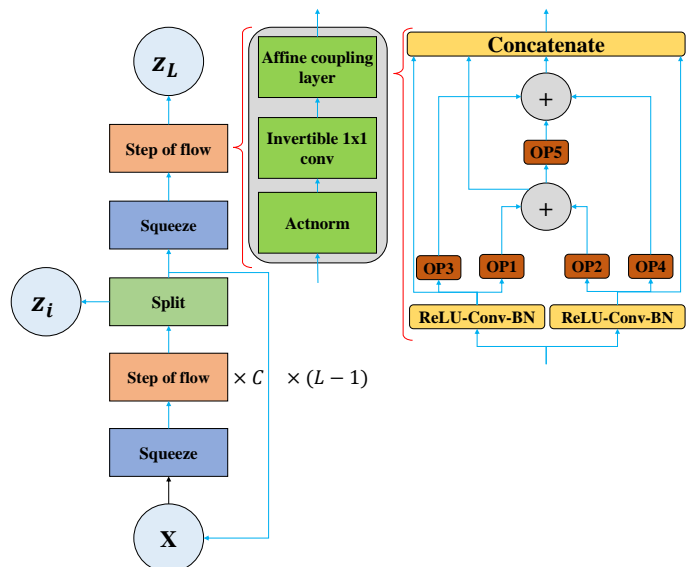 z_L
Step of flow
Squeeze
z_i
Split
Step of flow
× C
× (L − 1)
Squeeze
X
Affine coupling
layer
Invertible 1x1
conv
Actnorm
Concatenate
+
OP5
+
OP3
OP1
OP2
OP4
ReLU-Conv-BN
ReLU-Conv-BN